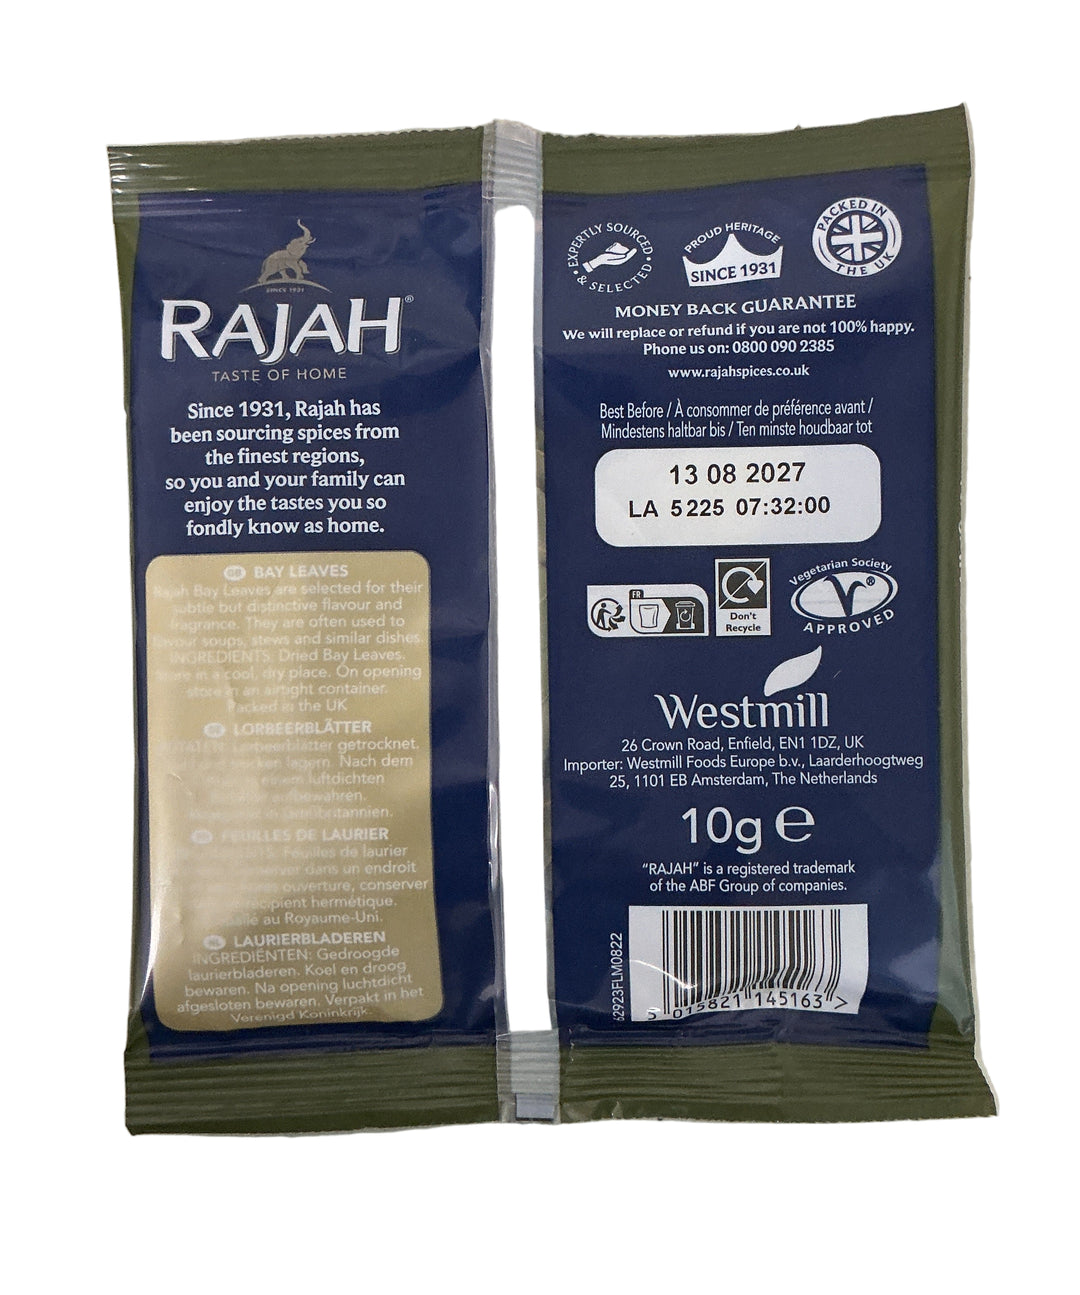 SINCE 1931
RAJAH®
TASTE OF HOME
Since 1931, Rajah has
been sourcing spices from
the finest regions,
so you and your family can
enjoy the tastes you so
fondly know as home.
GB BAY LEAVES
Rajah Bay Leaves are selected for their
subtle but distinctive flavour and
fragrance. They are often used to
flavour soups, stews and similar dishes.
INGREDIENTS: Dried Bay Leaves.
Store in a cool, dry place. On opening
store in an airtight container.
Packed in the UK
DE LORBEERBLÄTTER
ZUTATEN: Lorbeerblätter getrocknet.
trocken lagern. Nach dem
einem luftdichten
aufbewahren.
Großbritannien.
FEUILLES DE LAURIER
Feuilles de laurier
dans un endroit
ouverture, conserver
récipient hermétique.
au Royaume-Uni.
NL LAURIERBLADEREN
INGREDIËNTEN: Gedroogde
laurierbladeren. Koel en droog
bewaren. Na opening luchtdicht
afgesloten bewaren. Verpakt in het
Verenigd Koninkrijk.
EXPERTLY SOURCED
& SELECTED
PROUD HERITAGE
SINCE 1931
PACKED IN
THE UK
MONEY BACK GUARANTEE
We will replace or refund if you are not 100% happy.
Phone us on: 0800 090 2385
www.rajahspices.co.uk
Best Before / À consommer de préférence avant /
Mindestens haltbar bis / Ten minste houdbaar tot
13 08 2027
LA 5225 07:32:00
FR
Don't
Recycle
Vegetarian Society
V®
APPROVED
Westmill
26 Crown Road, Enfield, EN1 1DZ, UK
Importer: Westmill Foods Europe b.v., Laarderhoogtweg
25, 1101 EB Amsterdam, The Netherlands
10g e
"RAJAH" is a registered trademark
of the ABF Group of companies.
62923FLM0822
5 015821 145163 >